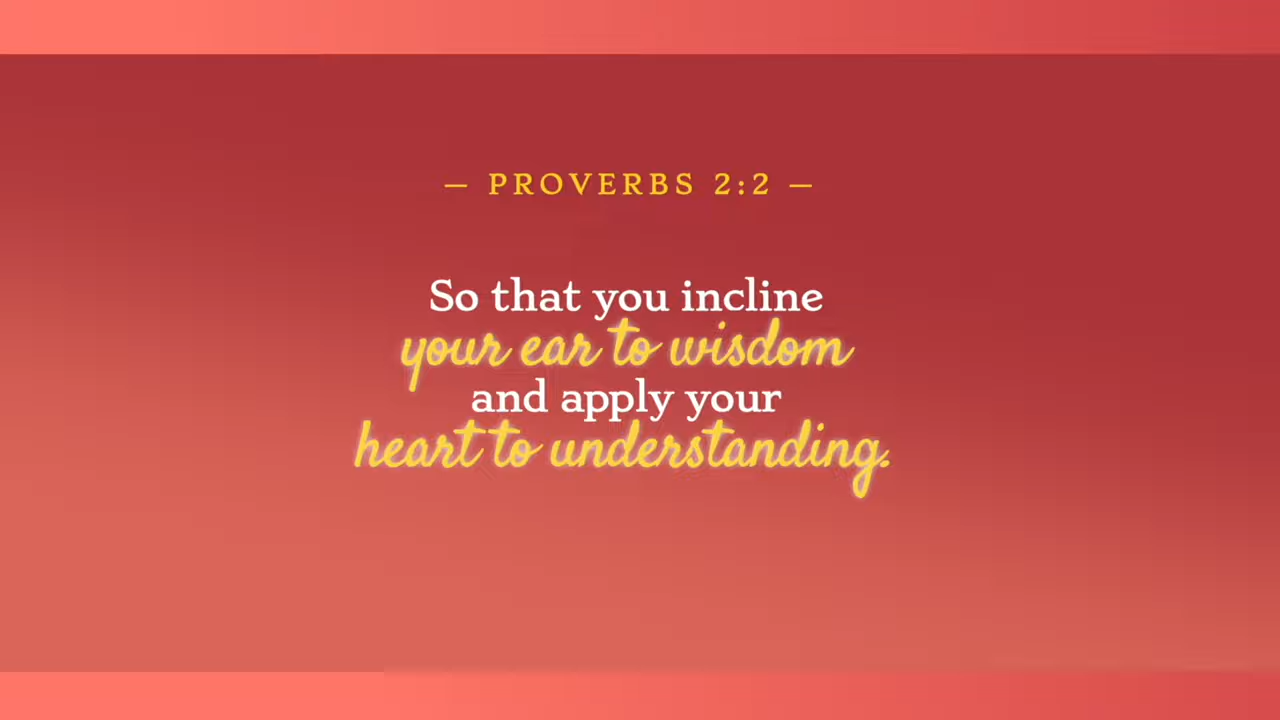 — PROVERBS 2:2 —
So that you incline
your ear to wisdom
and apply your
heart to understanding.